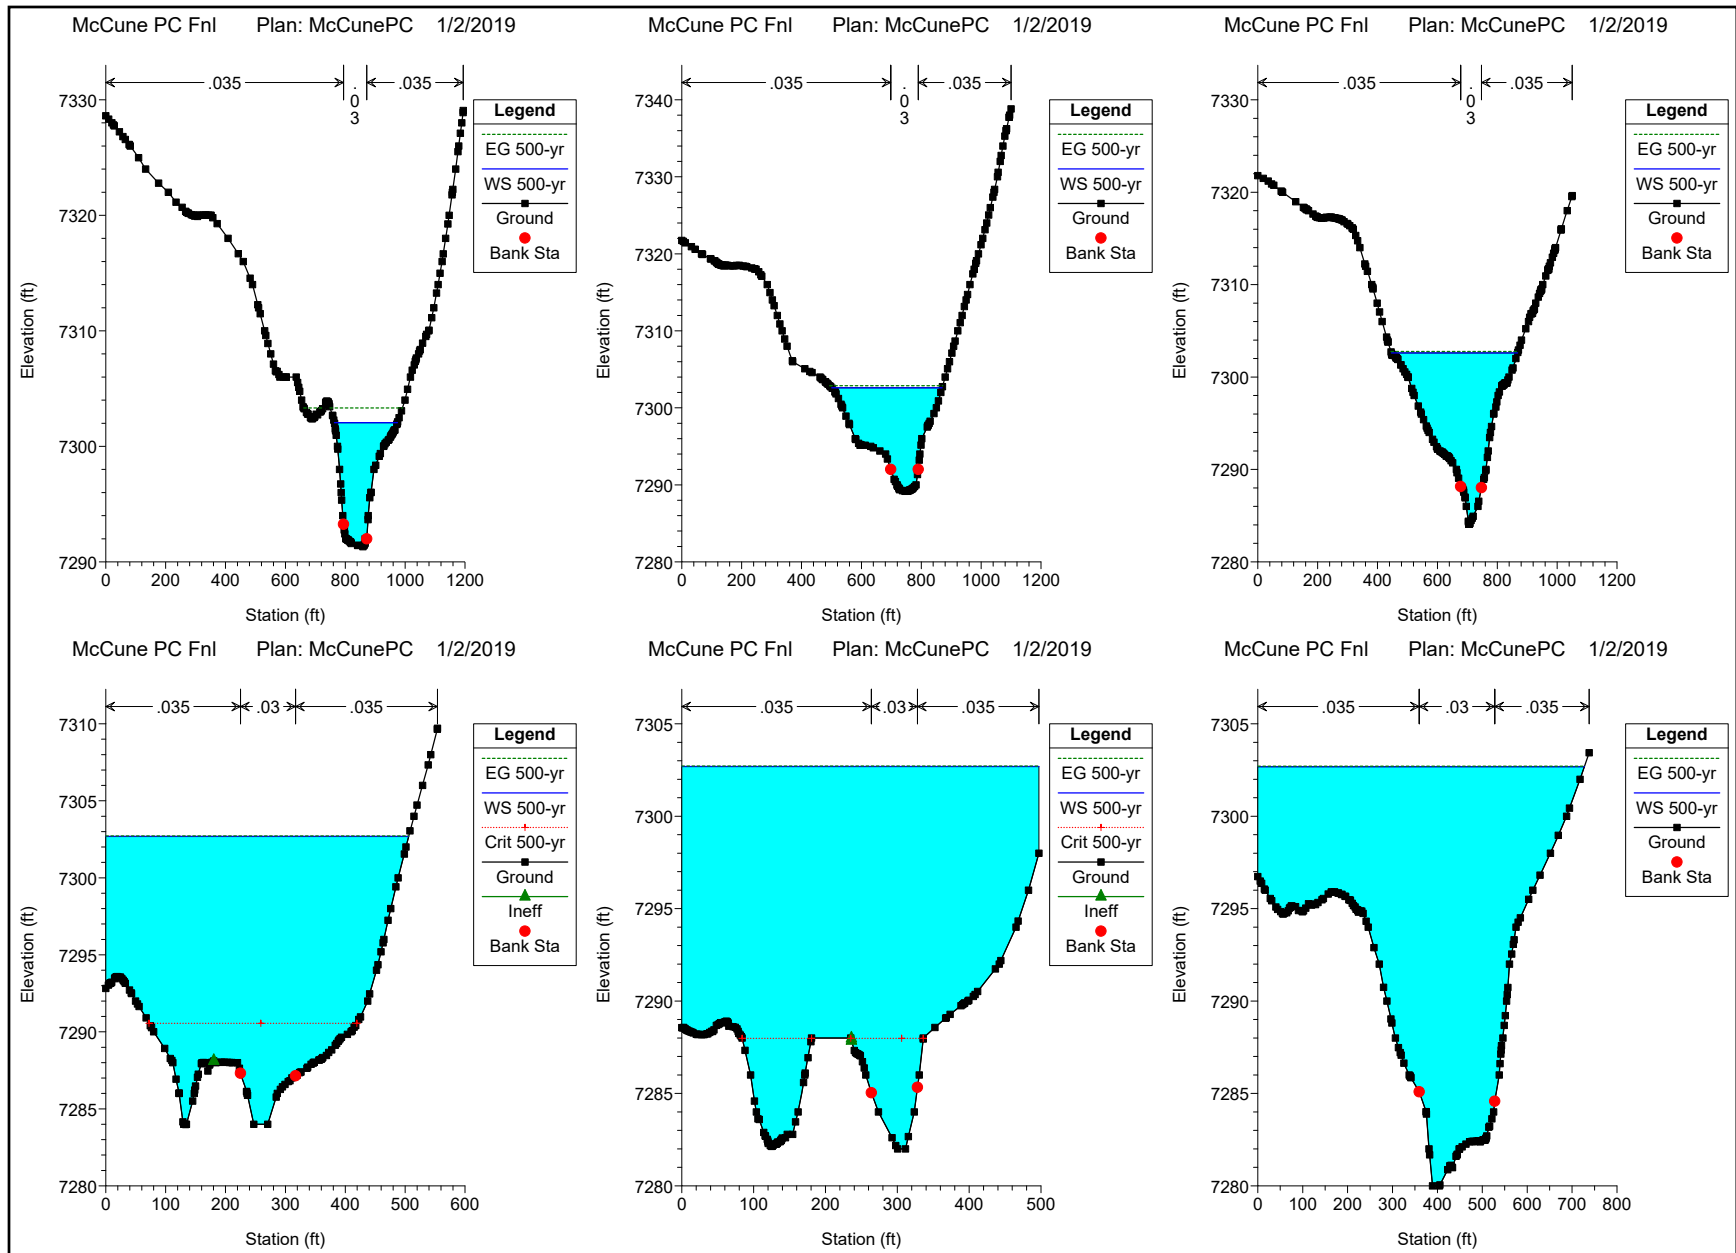 McCune PC Fnl Plan: McCunePC 1/2/2019
.035 .03 .035
Legend
EG 500-yr
WS 500-yr
Ground
Bank Sta
7330
7320
7310
7300
7290
Elevation (ft)
0 200 400 600 800 1000 1200
Station (ft)
McCune PC Fnl Plan: McCunePC 1/2/2019
.035 .03 .035
Legend
EG 500-yr
WS 500-yr
Ground
Bank Sta
7340
7330
7320
7310
7300
7290
7280
Elevation (ft)
0 200 400 600 800 1000 1200
Station (ft)
McCune PC Fnl Plan: McCunePC 1/2/2019
.035 .03 .035
Legend
EG 500-yr
WS 500-yr
Ground
Bank Sta
7330
7320
7310
7300
7290
7280
Elevation (ft)
0 200 400 600 800 1000 1200
Station (ft)
McCune PC Fnl Plan: McCunePC 1/2/2019
.035 .03 .035
Legend
EG 500-yr
WS 500-yr
Crit 500-yr
Ground
Ineff
Bank Sta
7310
7305
7300
7295
7290
7285
7280
Elevation (ft)
0 100 200 300 400 500 600
Station (ft)
McCune PC Fnl Plan: McCunePC 1/2/2019
.035 .03 .035
Legend
EG 500-yr
WS 500-yr
Crit 500-yr
Ground
Ineff
Bank Sta
7305
7300
7295
7290
7285
7280
Elevation (ft)
0 100 200 300 400 500
Station (ft)
McCune PC Fnl Plan: McCunePC 1/2/2019
.035 .03 .035
Legend
EG 500-yr
WS 500-yr
Ground
Bank Sta
7305
7300
7295
7290
7285
7280
Elevation (ft)
0 100 200 300 400 500 600 700 800
Station (ft)